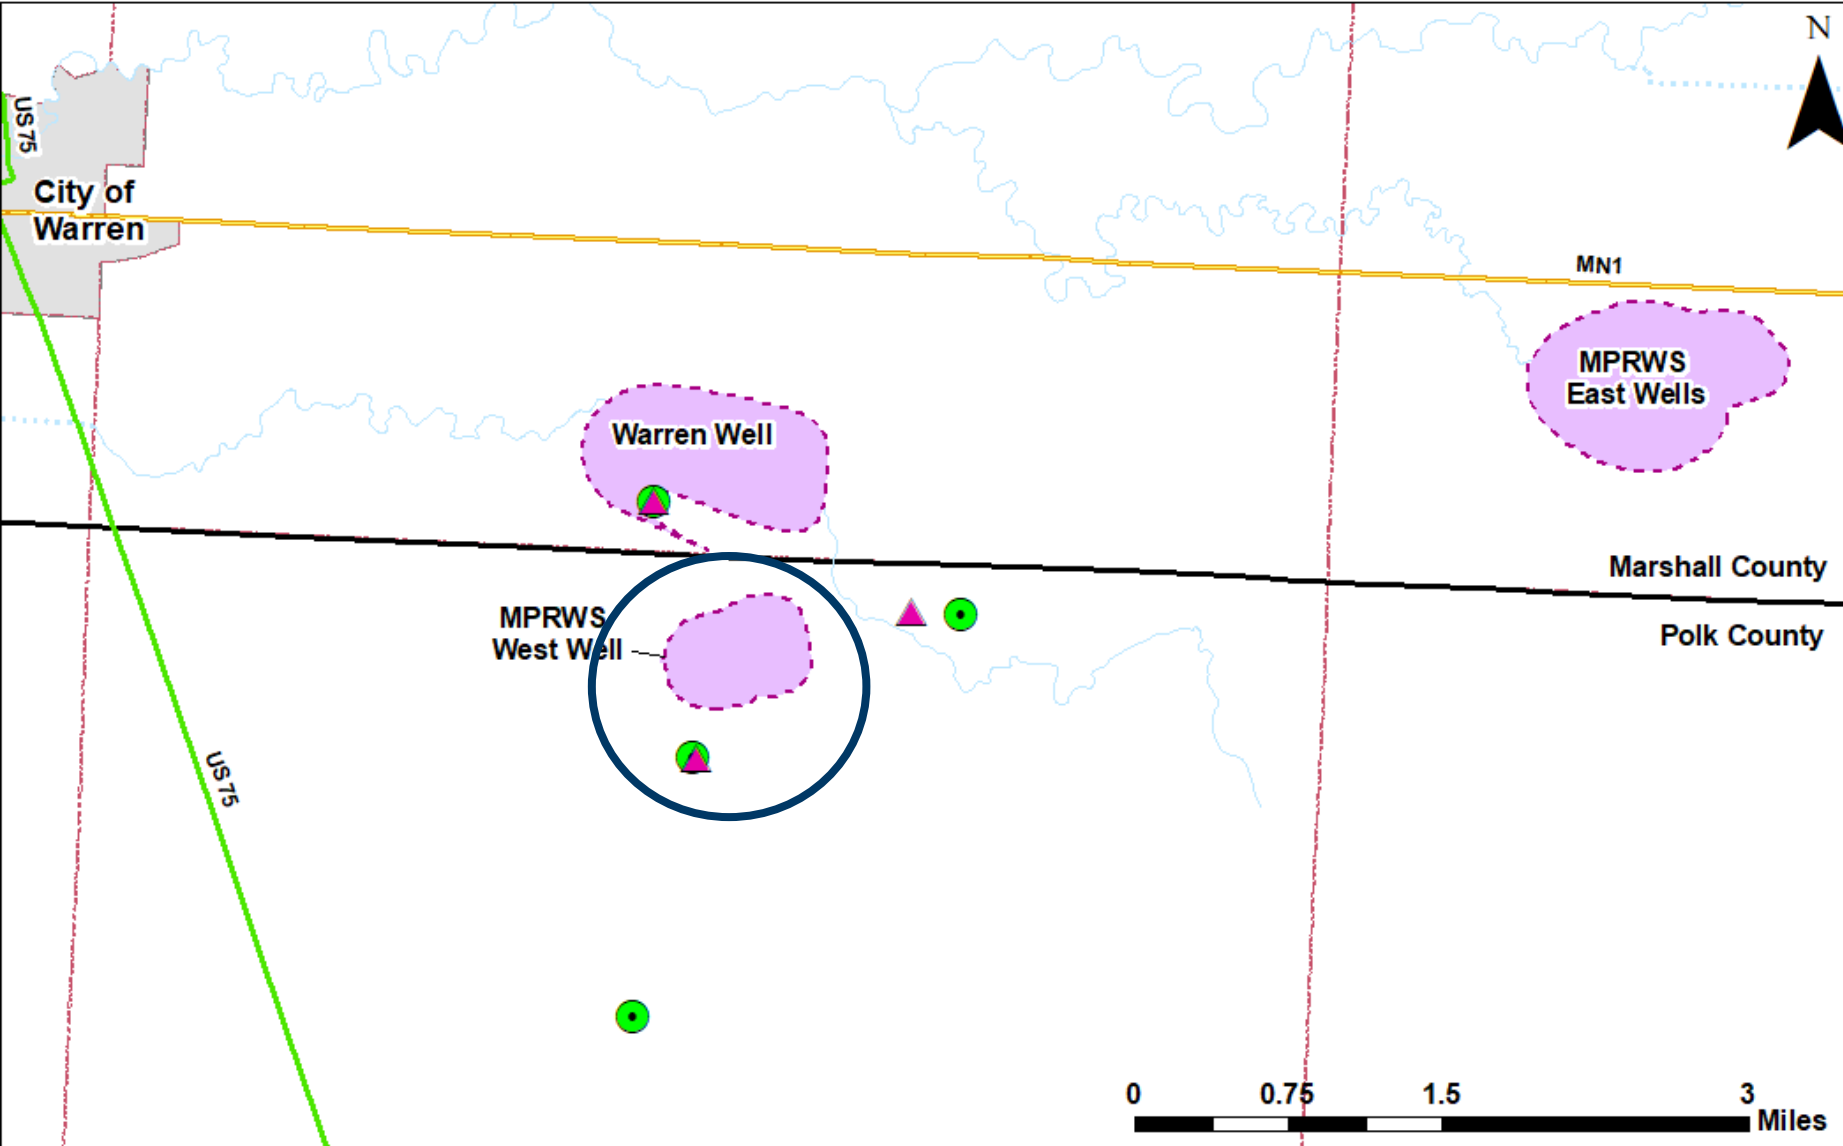 N
US 75
City of
Warren
MN1
MPRWS
East Wells
Warren Well
Marshall County
MPRWS
West Well
Polk County
US 75
0 0.75 1.5 3
Miles